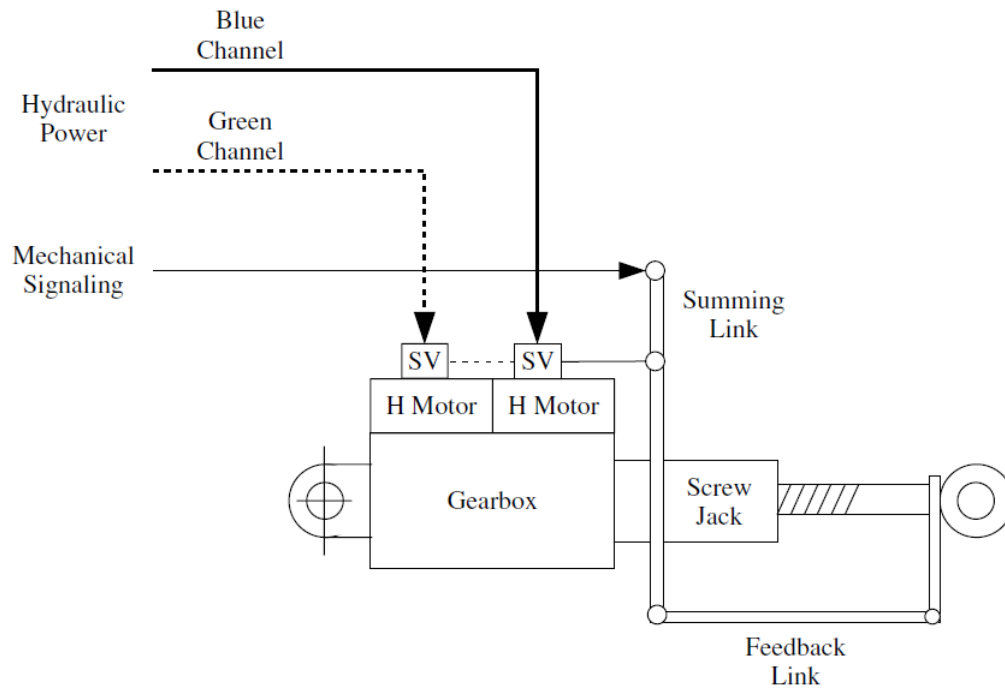 Blue
Channel
Hydraulic
Power
Green
Channel
Mechanical
Signaling
Summing
Link
SV
SV
H Motor
H Motor
Gearbox
Screw
Jack
Feedback
Link